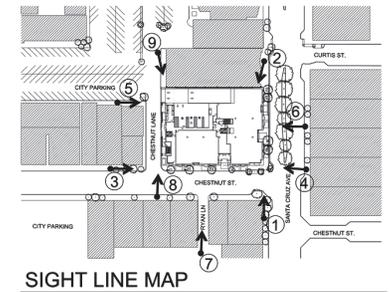 9
2
CURTIS ST.
CITY PARKING
5
6
CHESTNUT LANE
3
8
CHESTNUT ST.
4
SANTA CRUZ AVE
1
CITY PARKING
RYAN LN
CHESTNUT ST.
7
SIGHT LINE MAP